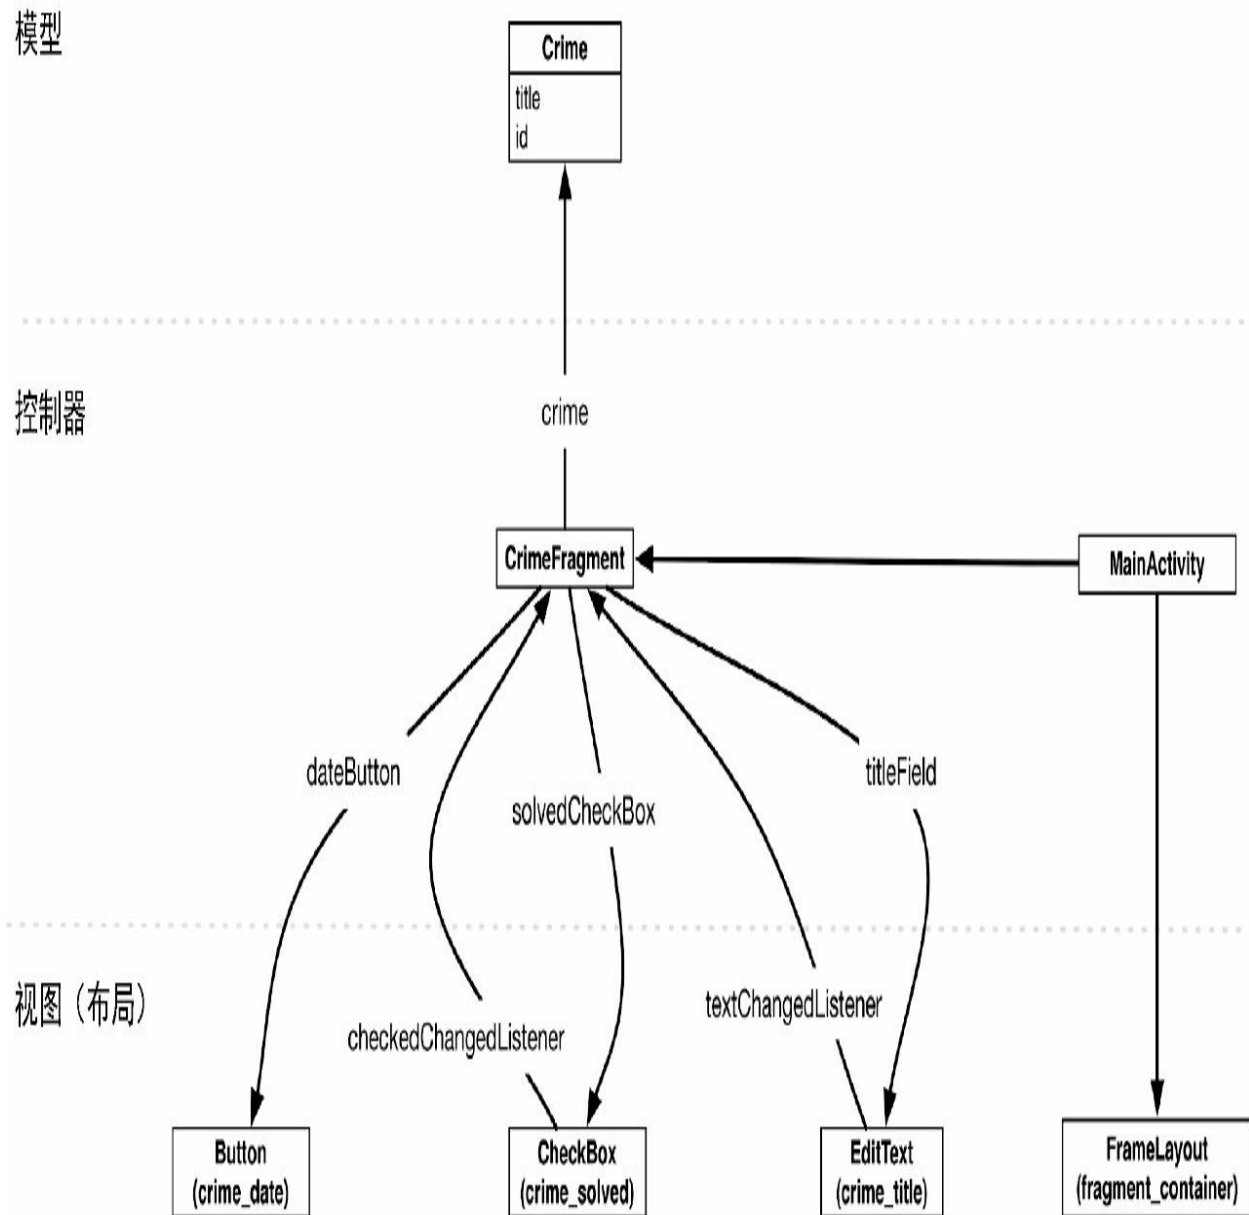 模型
Crime
title
id
控制器
crime
CrimeFragment
MainActivity
dateButton
solvedCheckBox
titleField
视图（布局）
checkedChangedListener
textChangedListener
Button
(crime_date)
CheckBox
(crime_solved)
EditText
(crime_title)
FrameLayout
(fragment_container)